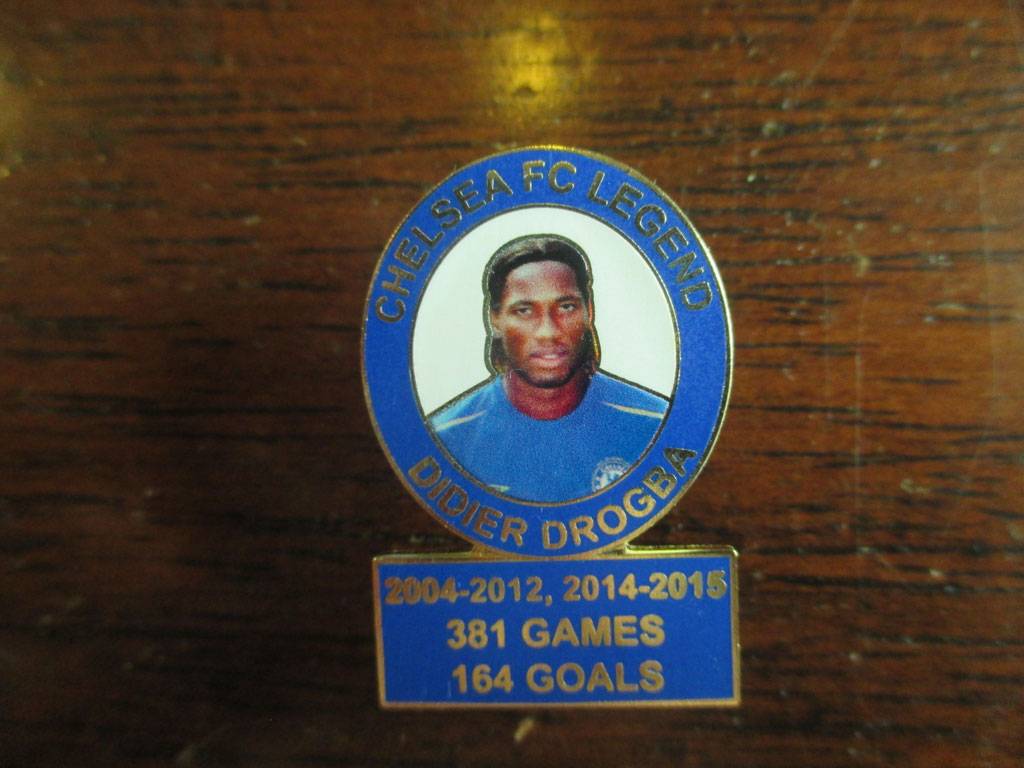 CHELSEA FC LEGEND
DIDIER DROGBA
2004-2012, 2014-2015
381 GAMES
164 GOALS